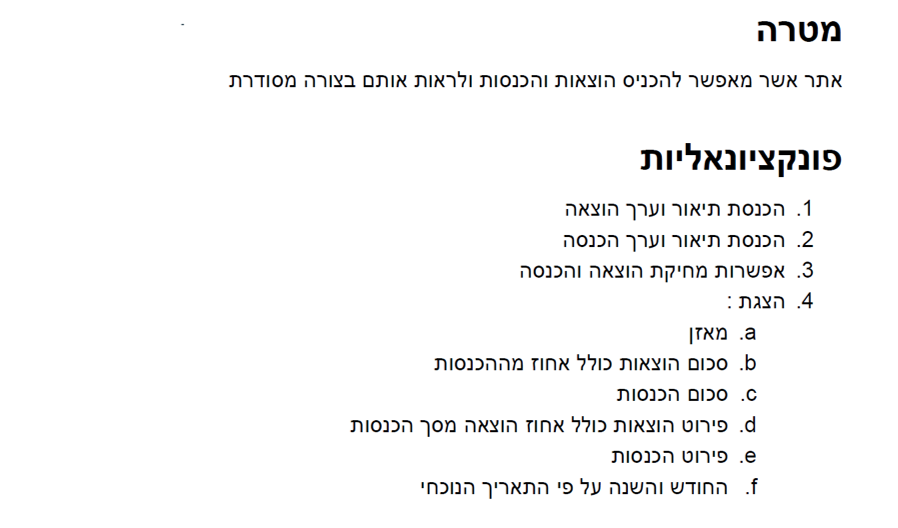 מטרה
אתר אשר מאפשר להכניס הוצאות והכנסות ולראות אותם בצורה מסודרת
פונקציונאליות
1. הכנסת תיאור וערך הוצאה
2. הכנסת תיאור וערך הכנסה
3. אפשרות מחיקת הוצאה והכנסה
4. הצגת :
a. מאזן
b. סכום הוצאות כולל אחוז מההכנסות
c. סכום הכנסות
d. פירוט הוצאות כולל אחוז הוצאה מסך הכנסות
e. פירוט הכנסות
f. החודש והשנה על פי התאריך הנוכחי